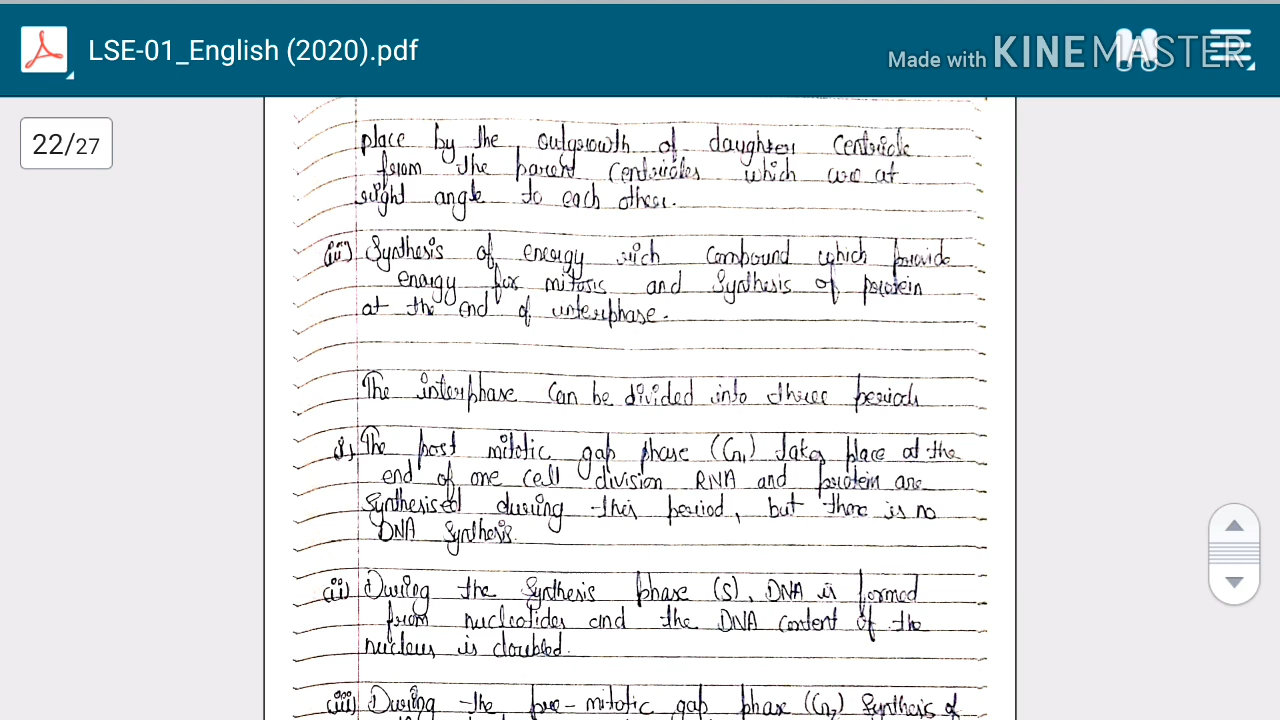 LSE-01_English (2020).pdf
Made with KINEMASTER
22/27
place by the outgrowth of daughter centriole
from the parent centrioles which are at
right angle to each other.
(iii) Synthesis of energy rich compound which provide
energy for mitosis and synthesis of protein
at the end of interphase.
The interphase can be divided into three periods
i) The post mitotic gap phase (G1) takes place at the
end of one cell division RNA and protein are
synthesised during this period, but there is no
DNA synthesis.
(ii) During the synthesis phase (S), DNA is formed
from nucleotides and the DNA content of the
nucleus is doubled.
(iii) During the pre-mitotic gap phase (G2) synthesis of